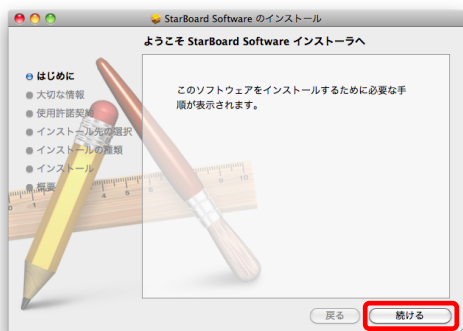 StarBoard Software のインストール
ようこそ StarBoard Software インストーラへ
はじめに
大切な情報
使用許諾契約
インストール先の選択
インストールの種類
インストール
概要
このソフトウェアをインストールするために必要な手
順が表示されます。
戻る
続ける